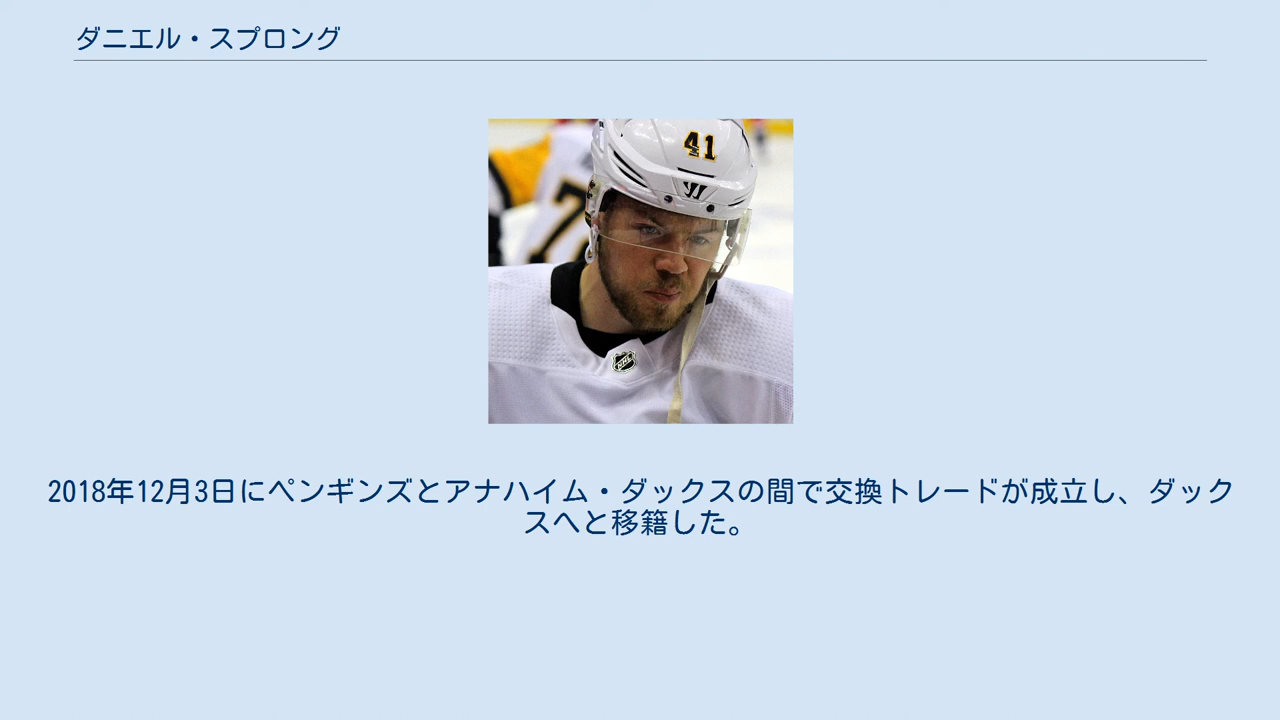 ダニエル・スプロング
41
7
NHL
2018年12月3日にペンギンズとアナハイム・ダックスの間で交換トレードが成立し、ダック
スへと移籍した。